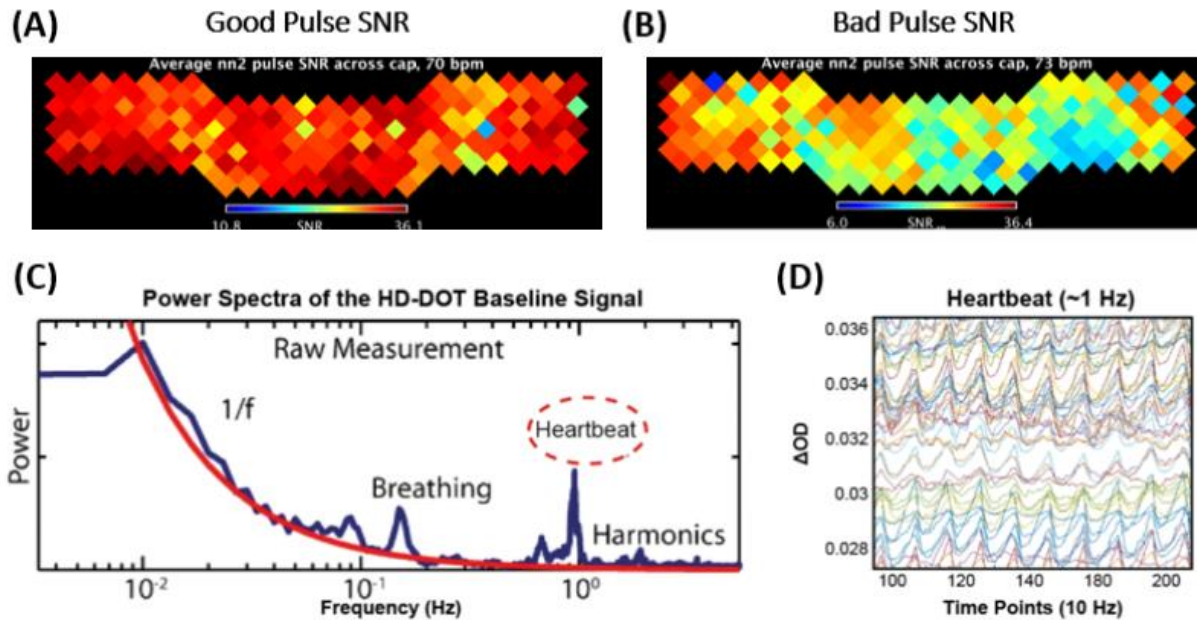 (A)
Good Pulse SNR
Average nn2 pulse SNR across cap, 70 bpm
10.8 SNR 36.1
(B)
Bad Pulse SNR
Average nn2 pulse SNR across cap, 73 bpm
6.0 SNR 36.4
(C)
Power Spectra of the HD-DOT Baseline Signal
Raw Measurement
1/f
Heartbeat
Breathing
Harmonics
Power
10⁻² 10⁻¹ 10⁰
Frequency (Hz)
(D)
Heartbeat (~1 Hz)
0.036
0.034
0.032
0.03
0.028
ΔOD
100 120 140 160 180 200
Time Points (10 Hz)